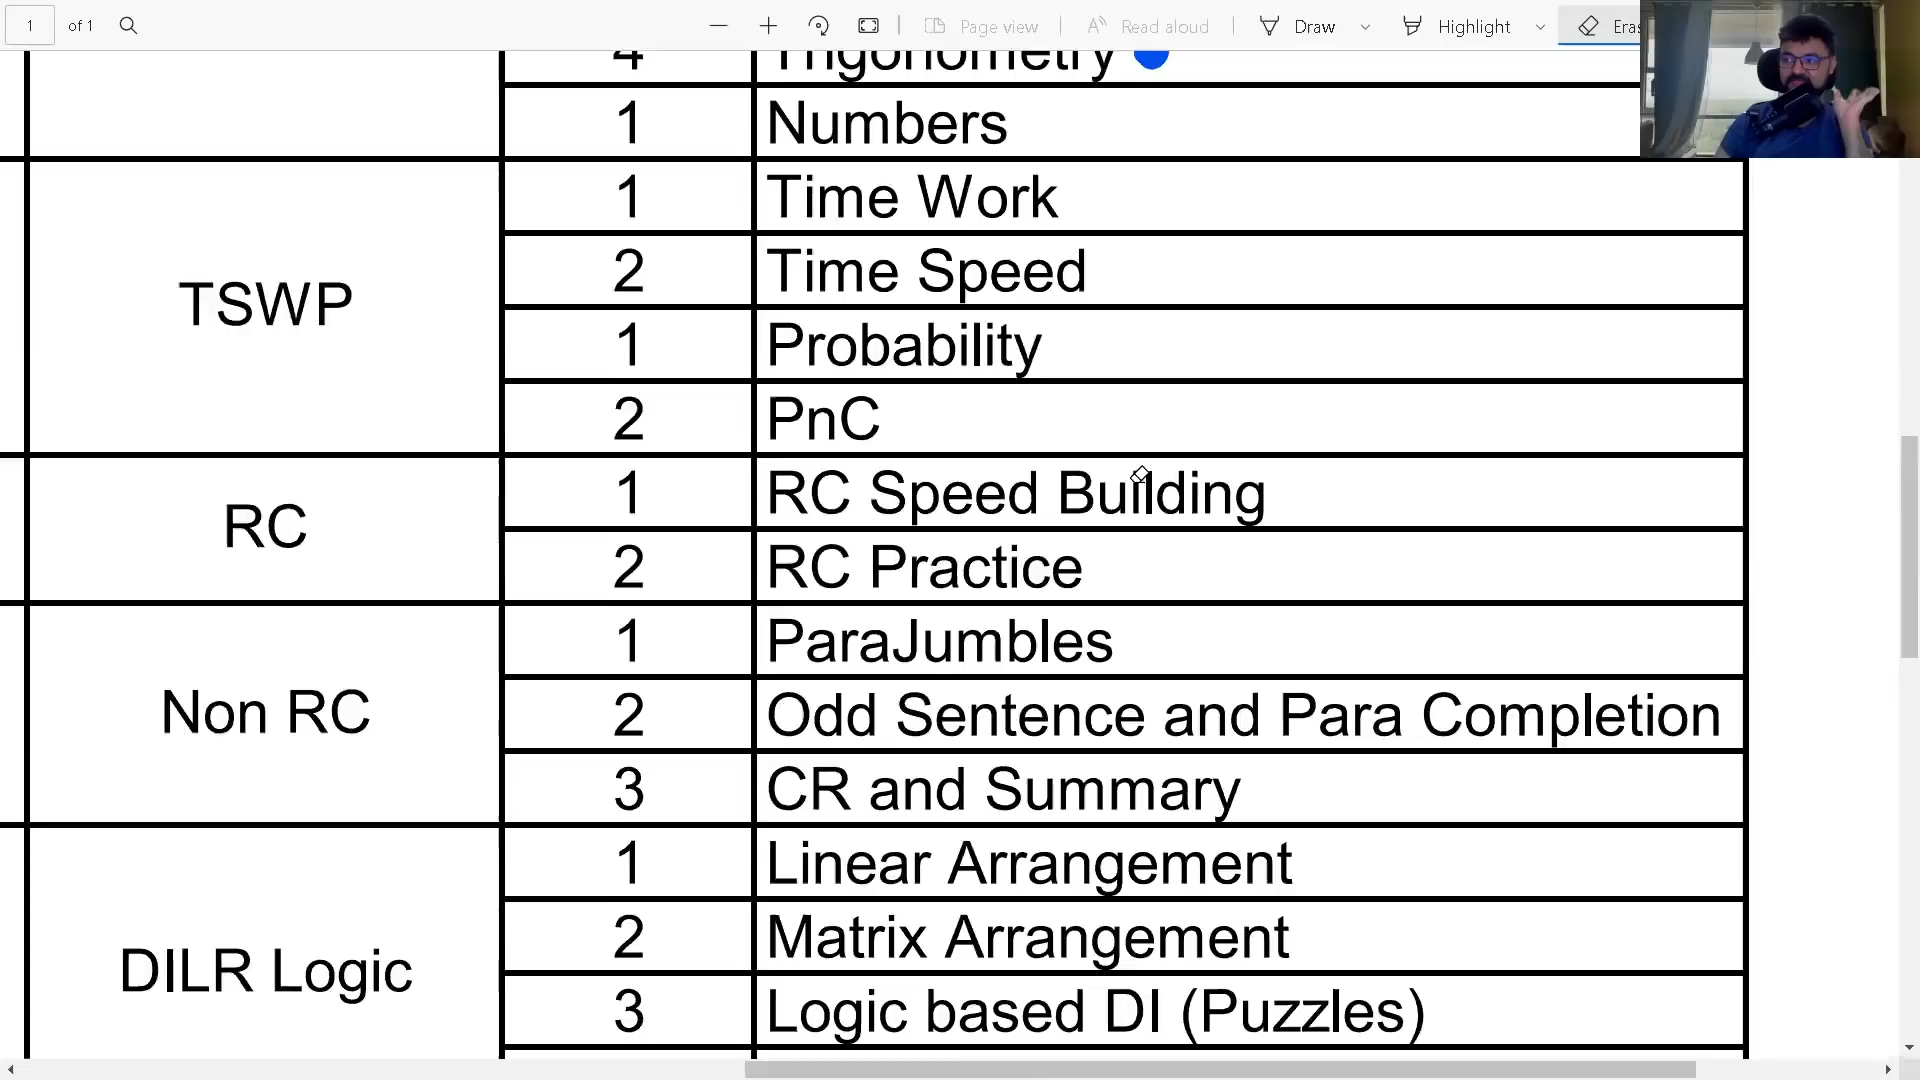 1 of 1 Page view Read aloud Draw Highlight Eras
4 Trigonometry
1 Numbers
TSWP
1 Time Work
2 Time Speed
1 Probability
2 PnC
RC
1 RC Speed Building
2 RC Practice
Non RC
1 ParaJumbles
2 Odd Sentence and Para Completion
3 CR and Summary
DILR Logic
1 Linear Arrangement
2 Matrix Arrangement
3 Logic based DI (Puzzles)